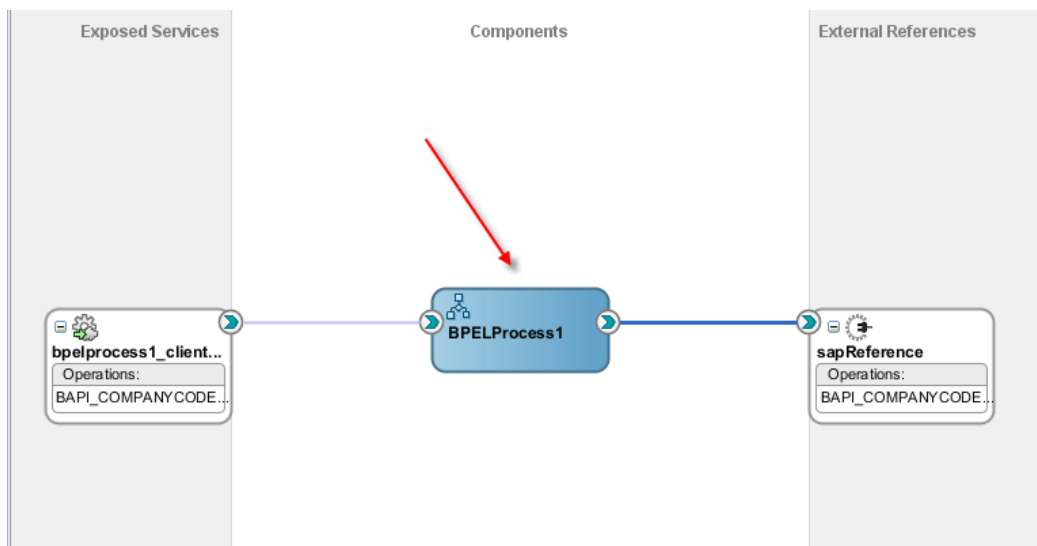 Exposed Services
Components
External References
bpelprocess1_client...
Operations:
BAPI_COMPANYCODE...
BPELProcess1
sapReference
Operations:
BAPI_COMPANYCODE...